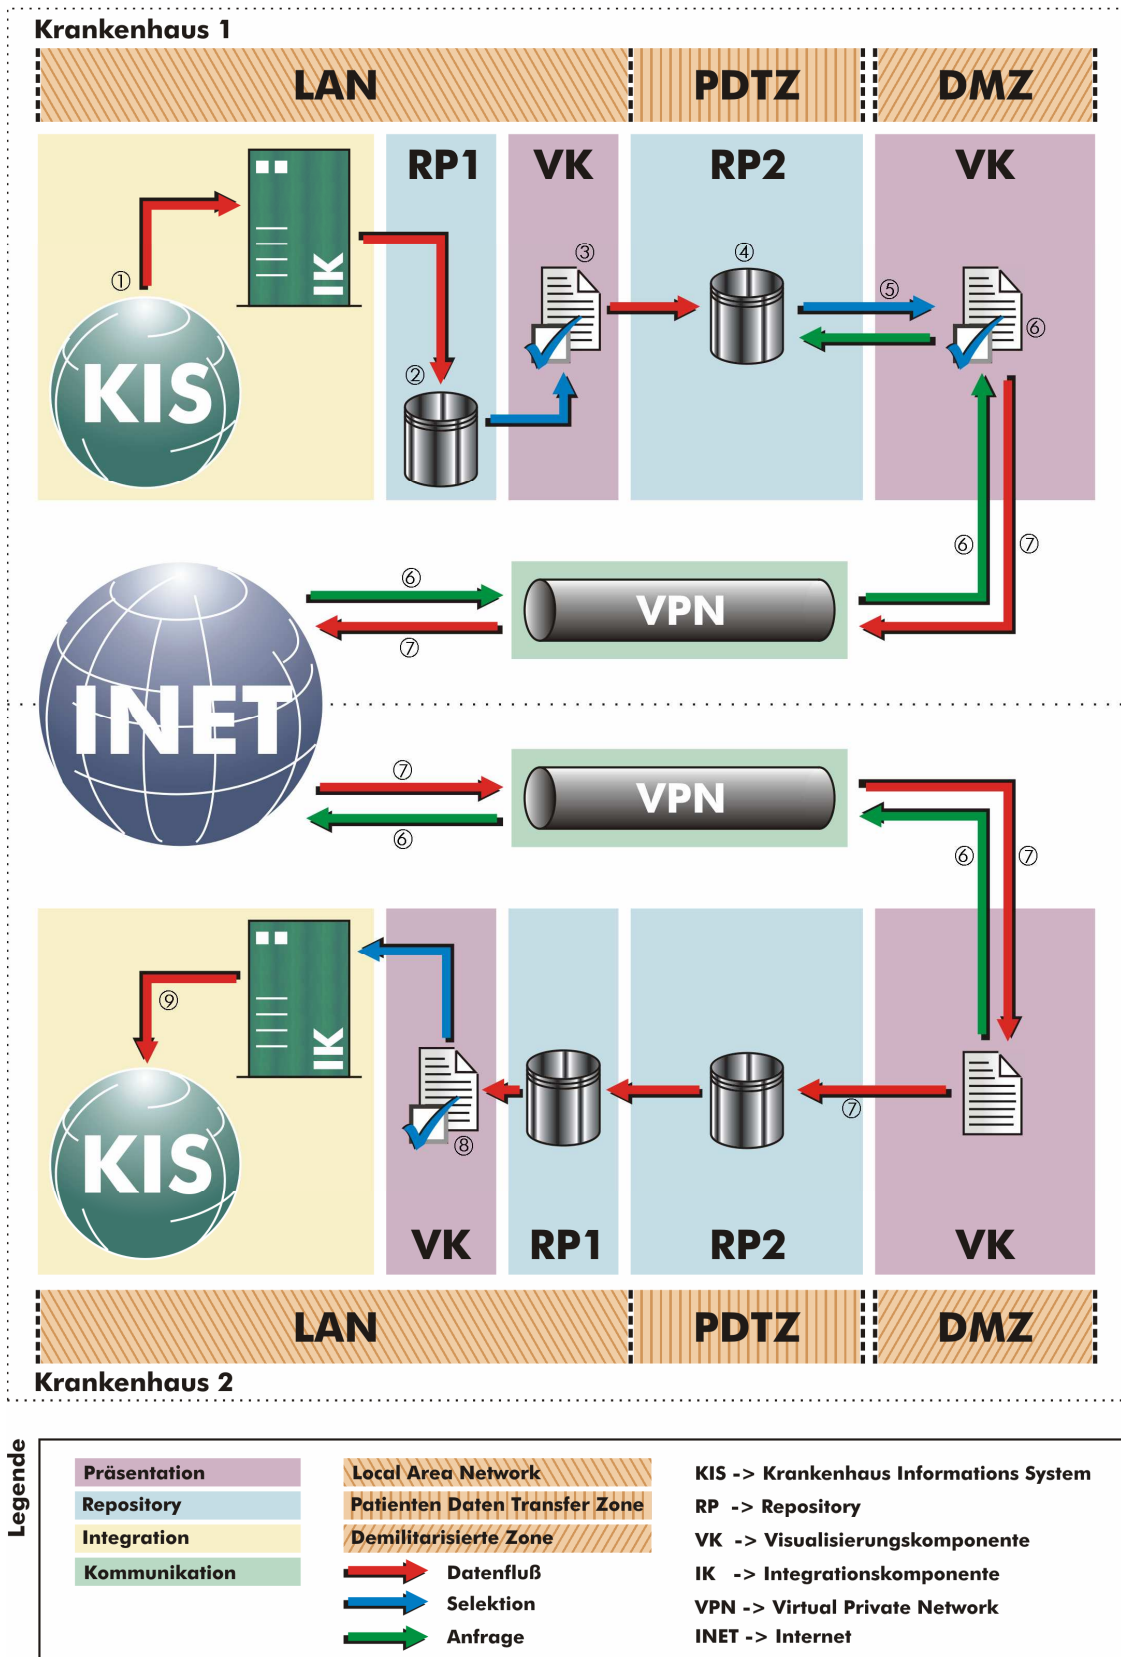 Krankenhaus 1
LAN PDTZ DMZ
RP1 VK RP2 VK
IK
KIS
①
②
③
④
⑤
⑥
⑥ ⑦
⑥
VPN
⑦
INET
⑦
VPN
⑥
⑥ ⑦
IK
⑨
KIS
⑧
⑦
VK RP1 RP2 VK
LAN PDTZ DMZ
Krankenhaus 2
Legende
Präsentation
Repository
Integration
Kommunikation
Local Area Network
Patienten Daten Transfer Zone
Demilitarisierte Zone
Datenfluß
Selektion
Anfrage
KIS -> Krankenhaus Informations System
RP -> Repository
VK -> Visualisierungskomponente
IK -> Integrationskomponente
VPN -> Virtual Private Network
INET -> Internet